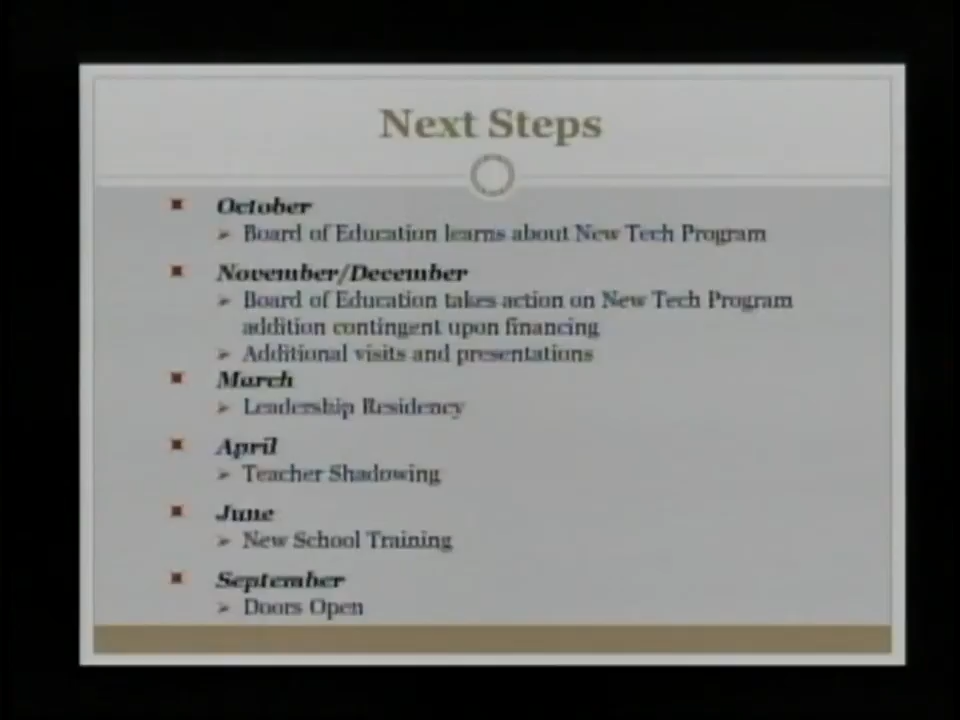 Next Steps
October
Board of Education learns about New Tech Program
November/December
Board of Education takes action on New Tech Program
addition contingent upon financing
Additional visits and presentations
March
Leadership Residency
April
Teacher Shadowing
June
New School Training
September
Doors Open